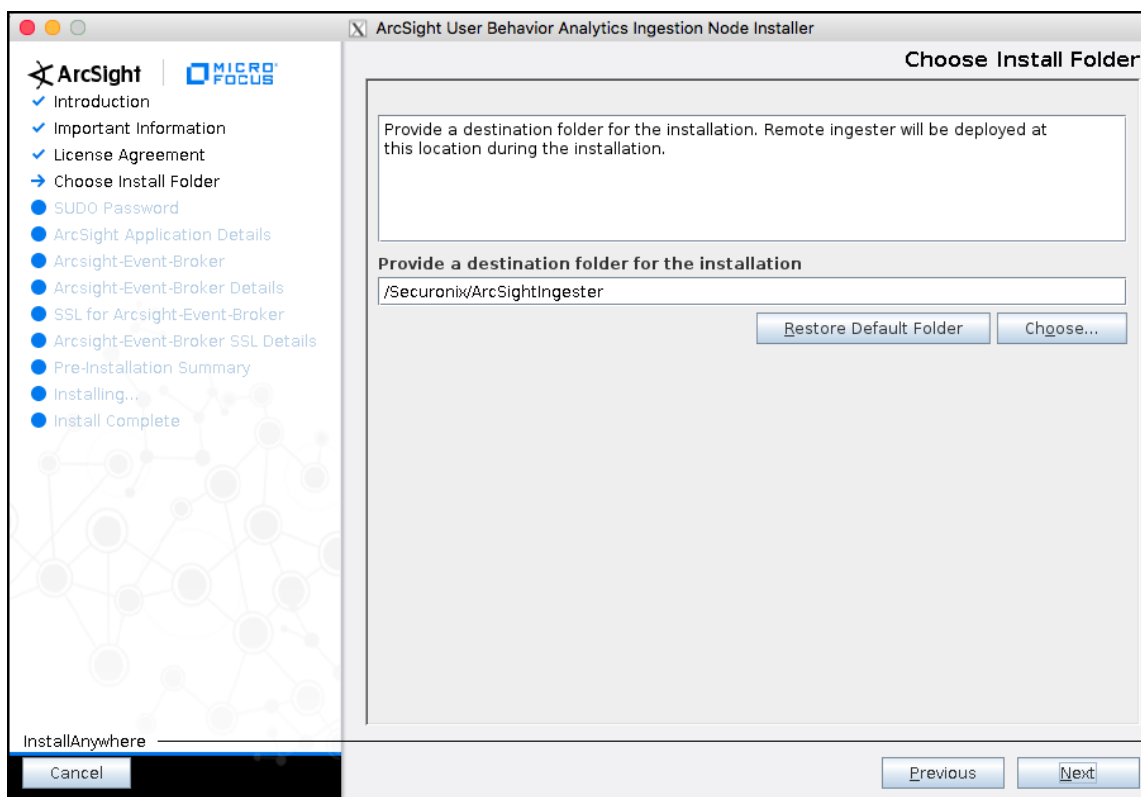 ArcSight User Behavior Analytics Ingestion Node Installer
ArcSight
MICRO FOCUS
Introduction
Important Information
License Agreement
Choose Install Folder
SUDO Password
ArcSight Application Details
Arcsight-Event-Broker
Arcsight-Event-Broker Details
SSL for Arcsight-Event-Broker
Arcsight-Event-Broker SSL Details
Pre-Installation Summary
Installing...
Install Complete
Choose Install Folder
Provide a destination folder for the installation. Remote ingester will be deployed at
this location during the installation.
Provide a destination folder for the installation
/Securonix/ArcSightIngester
Restore Default Folder
Choose...
InstallAnywhere
Cancel
Previous
Next